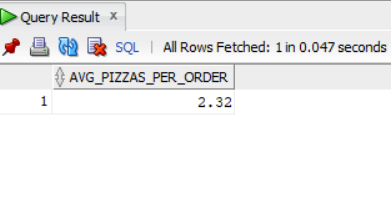 Query Result x
SQL | All Rows Fetched: 1 in 0.047 seconds
AVG_PIZZAS_PER_ORDER
1 2.32